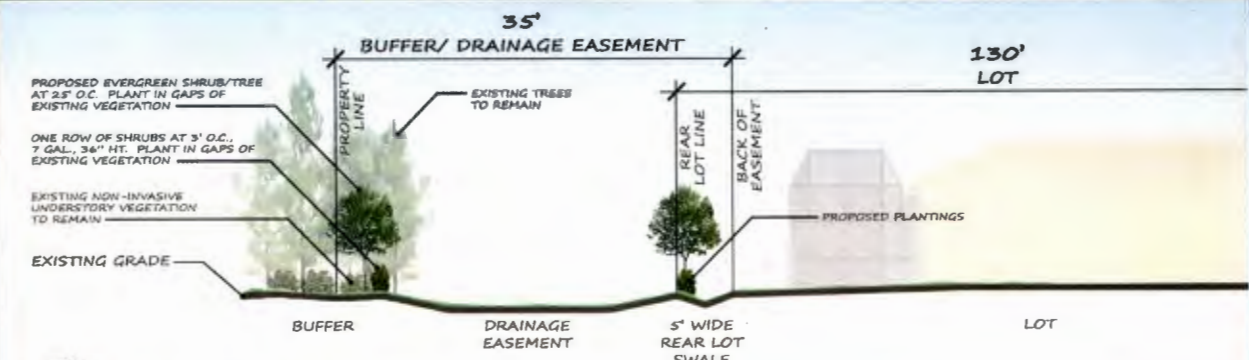 35'
BUFFER/ DRAINAGE EASEMENT
130'
LOT
PROPOSED EVERGREEN SHRUB/TREE
AT 25' O.C. PLANT IN GAPS OF
EXISTING VEGETATION
ONE ROW OF SHRUBS AT 3' O.C.,
7 GAL., 36" HT. PLANT IN GAPS OF
EXISTING VEGETATION
EXISTING NON-INVASIVE
UNDERSTORY VEGETATION
TO REMAIN
EXISTING GRADE
PROPERTY
LINE
EXISTING TREES
TO REMAIN
REAR
LOT LINE
BACK OF
EASEMENT
PROPOSED PLANTINGS
BUFFER
DRAINAGE
EASEMENT
5' WIDE
REAR LOT
SWALE
LOT